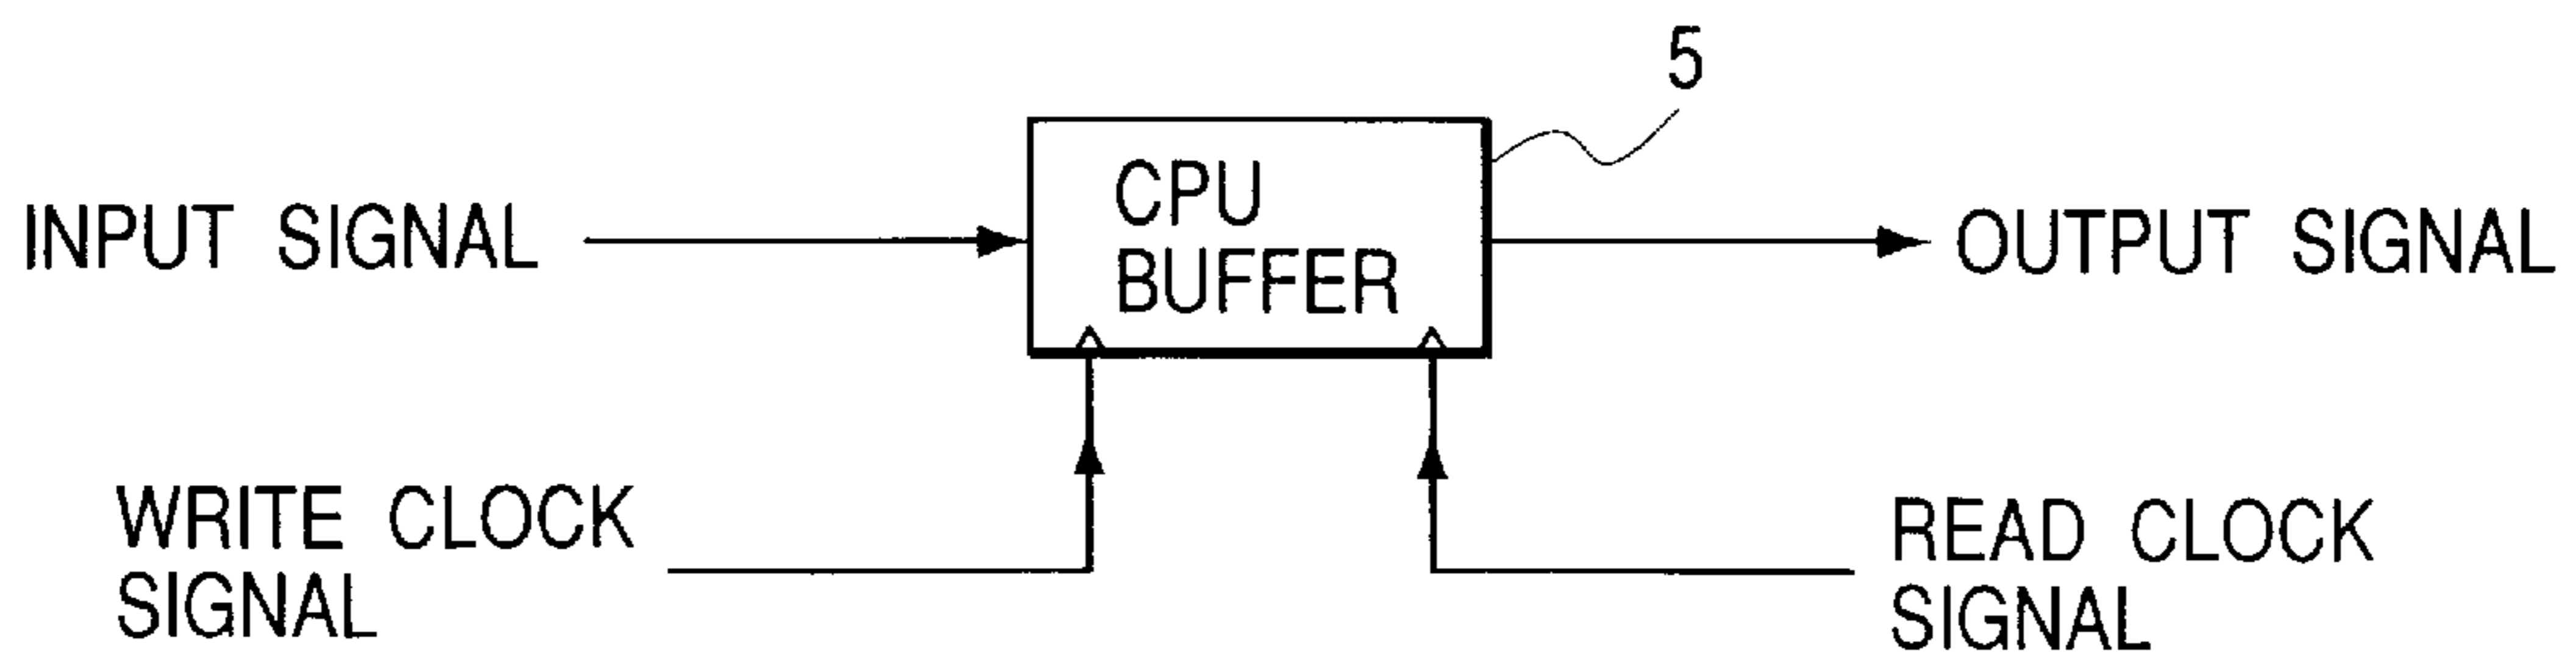 5
CPU
BUFFER
INPUT SIGNAL
OUTPUT SIGNAL
WRITE CLOCK
SIGNAL
READ CLOCK
SIGNAL